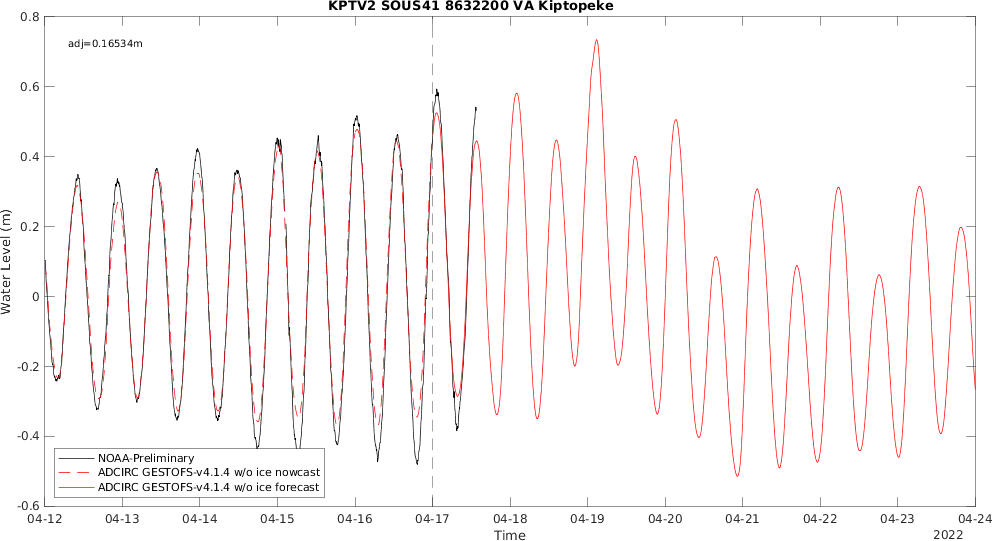 KPTV2 SOUS41 8632200 VA Kiptopeke
adj=0.16534m
Water Level (m)
0.8
0.6
0.4
0.2
0
-0.2
-0.4
-0.6
NOAA-Preliminary
ADCIRC GESTOFS-v4.1.4 w/o ice nowcast
ADCIRC GESTOFS-v4.1.4 w/o ice forecast
04-12 04-13 04-14 04-15 04-16 04-17 04-18 04-19 04-20 04-21 04-22 04-23 04-24
Time
2022